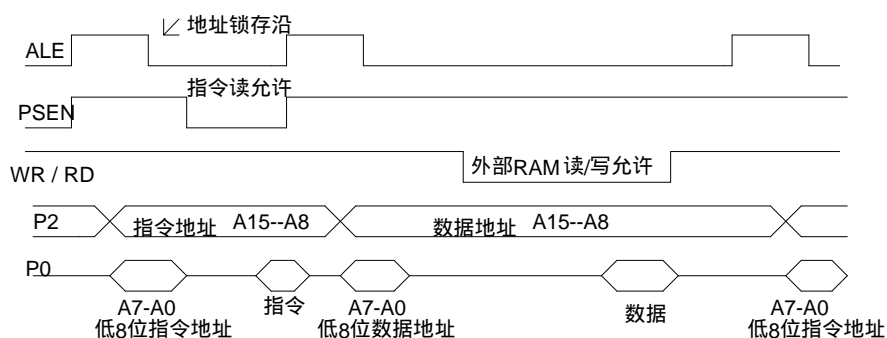 地址锁存沿
ALE
指令读允许
PSEN
外部RAM 读/写允许
WR / RD
P2
指令地址 A15--A8
数据地址 A15--A8
P0
A7-A0
低8位指令地址
指令
A7-A0
低8位数据地址
数据
A7-A0
低8位指令地址